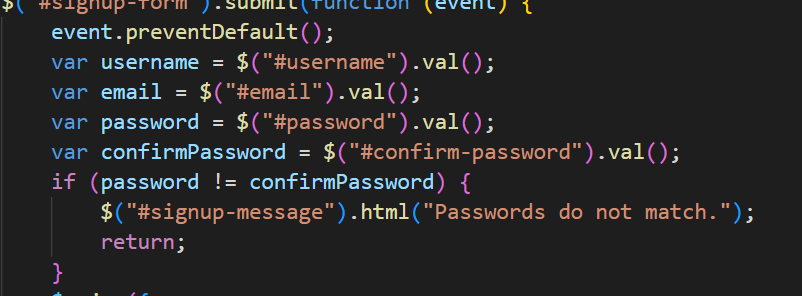 $("#signup-form").submit(function (event) {
event.preventDefault();
var username = $("#username").val();
var email = $("#email").val();
var password = $("#password").val();
var confirmPassword = $("#confirm-password").val();
if (password != confirmPassword) {
$("#signup-message").html("Passwords do not match.");
return;
}